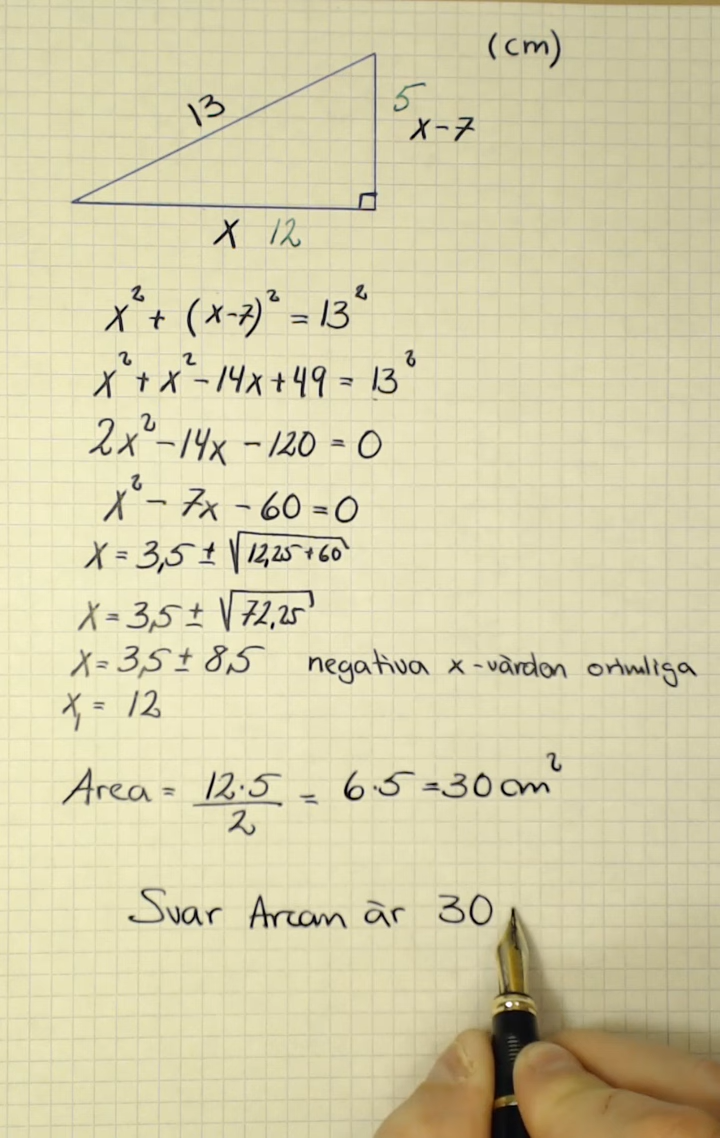 (cm)
13
5
x-7
x 12
x² + (x-7)² = 13²
x² + x² - 14x + 49 = 13²
2x² - 14x - 120 = 0
x² - 7x - 60 = 0
x = 3,5 ± √(12,25+60)
x = 3,5 ± √72,25
x = 3,5 ± 8,5 negativa x-värden orimliga
x₁ = 12
Area = 12·5/2 = 6·5 = 30 cm²
Svar Arean är 30